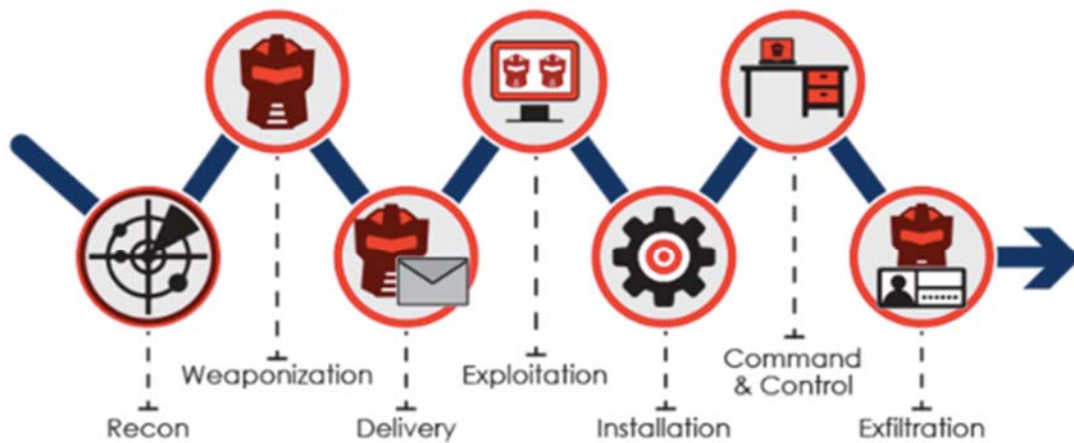 Recon
Weaponization
Delivery
Exploitation
Installation
Command
& Control
Exfiltration